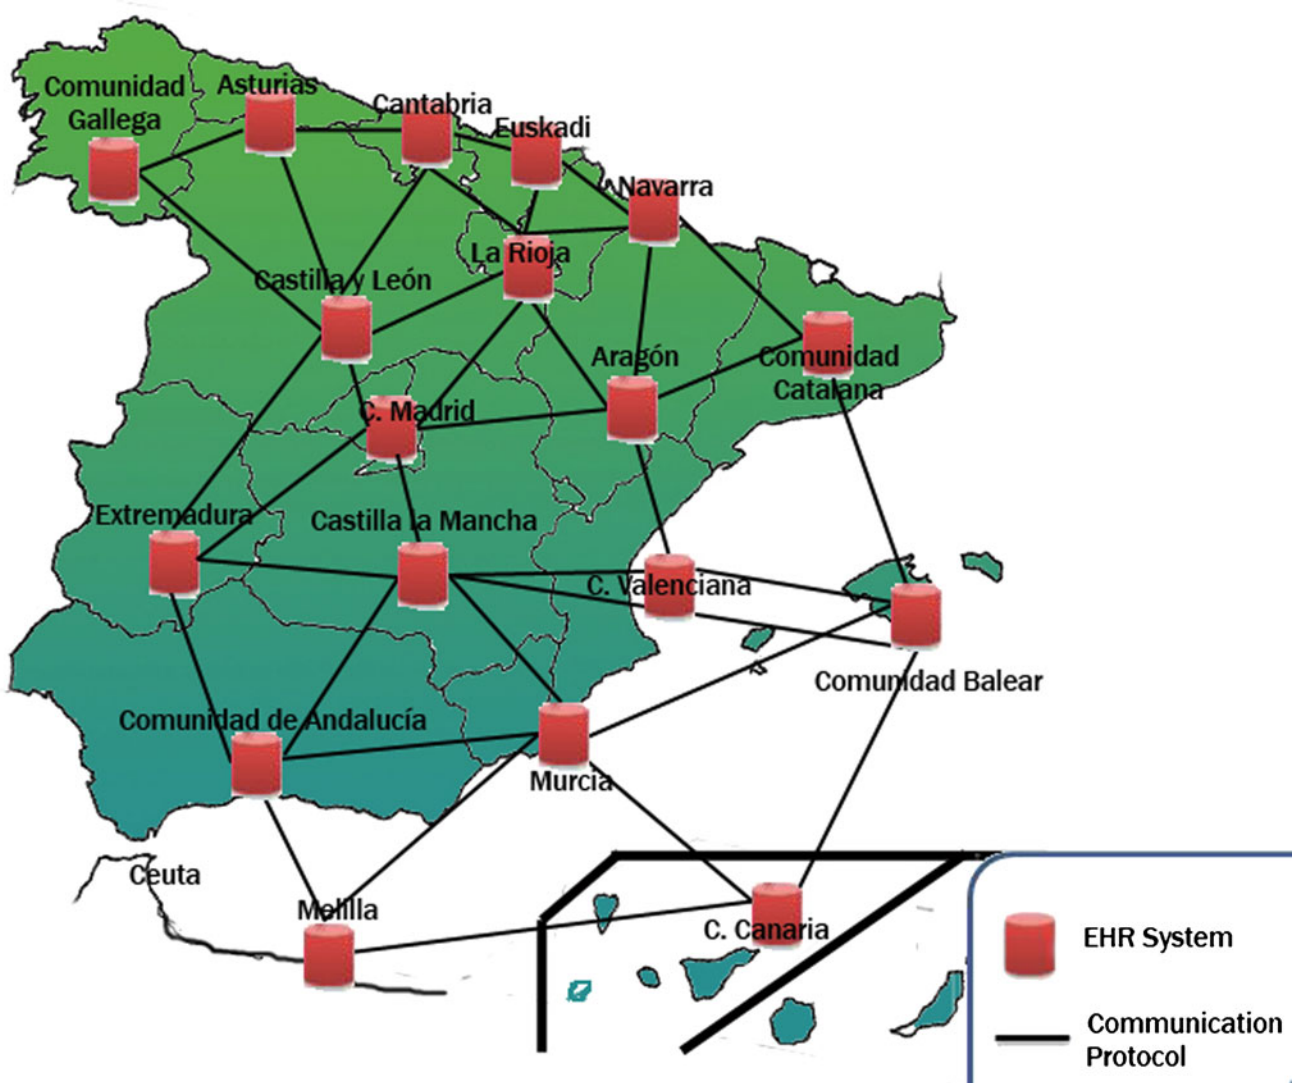 Comunidad
Gallega
Asturias
Cantabria
Euskadi
Navarra
La Rioja
Castilla y León
Aragón
Comunidad
Catalana
C. Madrid
Extremadura
Castilla la Mancha
C. Valenciana
Comunidad Balear
Comunidad de Andalucía
Murcia
Ceuta
Melilla
C. Canaria
EHR System
Communication
Protocol